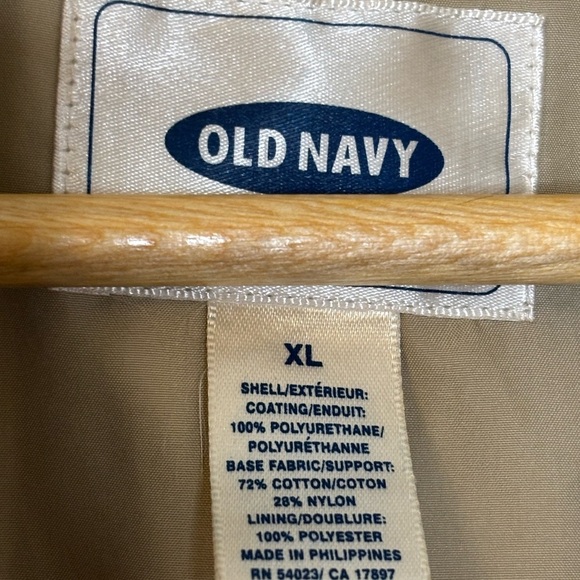 OLD NAVY
XL
SHELL/EXTÉRIEUR:
COATING/ENDUIT:
100% POLYURETHANE/
POLYURÉTHANNE
BASE FABRIC/SUPPORT:
72% COTTON/COTON
28% NYLON
LINING/DOUBLURE:
100% POLYESTER
MADE IN PHILIPPINES
RN 54023/ CA 17897